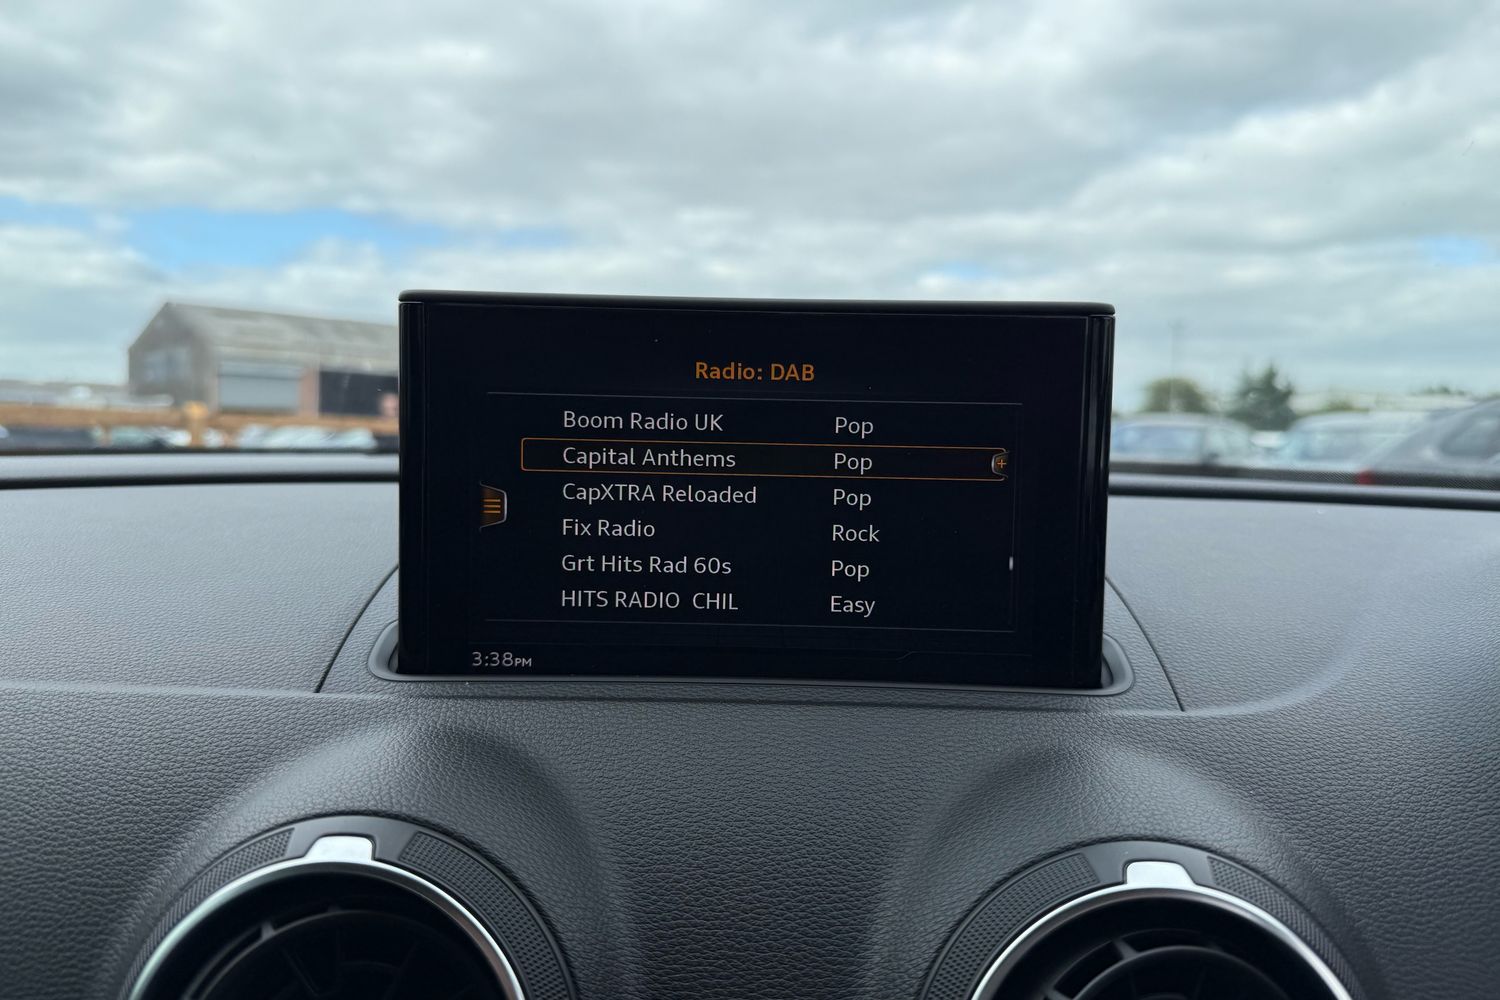 Radio: DAB
Boom Radio UK Pop
Capital Anthems Pop
CapXTRA Reloaded Pop
Fix Radio Rock
Grt Hits Rad 60s Pop
HITS RADIO  CHIL Easy
3:38PM